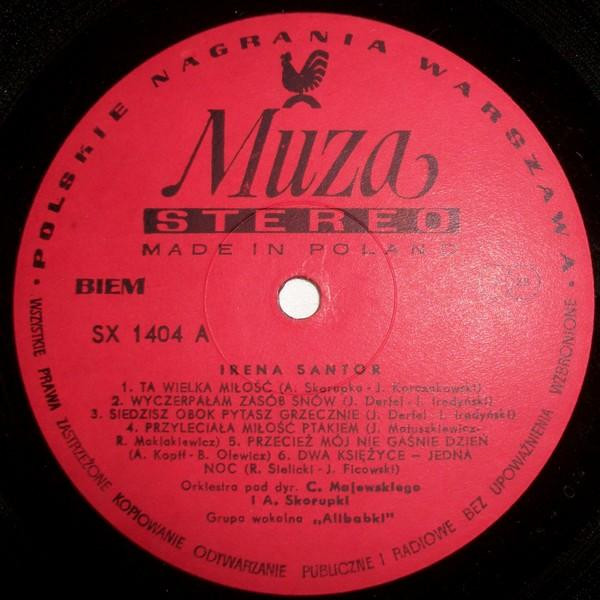 POLSKIE NAGRANIA WARSZAWA
Muza
STEREO
MADE IN POLAND
BIEM
SX 1404 A
IRENA SANTOR
1. TA WIELKA MIŁOŚĆ (A. Skorupka - J. Korczakowski)
2. WYCZERPAŁAM ZASÓB SNÓW (J. Derfel - I. Iredyński)
3. SIEDZISZ OBOK PYTASZ GRZECZNIE (J. Derfel I. Iredyński)
4. PRZYLECIAŁA MIŁOŚĆ PTAKIEM (J. Matuszkiewicz-
R. Makłakiewicz) 5. PRZECIEŻ MÓJ NIE GAŚNIE DZIEŃ
(A. Kopff - B. Olewicz) 6. DWA KSIĘŻYCE — JEDNA
NOC (R. Sielicki - J. Ficowski)
Orkiestra pod dyr. C. Majewskiego
i A. Skorupki
Grupa wokalna „Alibabki"
WSZYSTKIE PRAWA ZASTRZEŻONE KOPIOWANIE ODTWARZANIE PUBLICZNE I RADIOWE BEZ UPOWAŻNIENIA WZBRONIONE